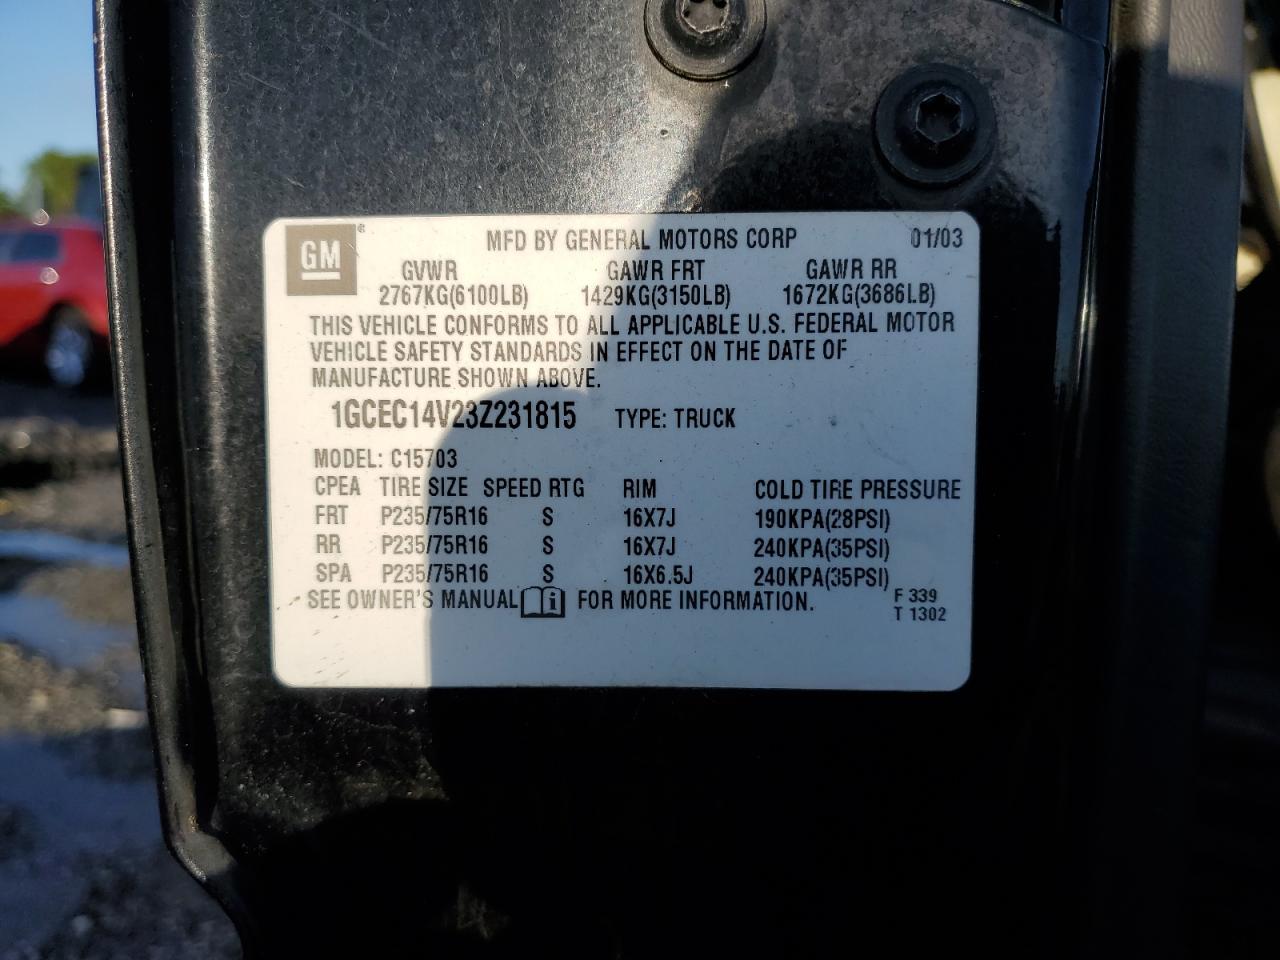 GM ® MFD BY GENERAL MOTORS CORP 01/03
GVWR GAWR FRT GAWR RR
2767KG(6100LB) 1429KG(3150LB) 1672KG(3686LB)
THIS VEHICLE CONFORMS TO ALL APPLICABLE U.S. FEDERAL MOTOR
VEHICLE SAFETY STANDARDS IN EFFECT ON THE DATE OF
MANUFACTURE SHOWN ABOVE.
1GCEC14V23Z231815 TYPE: TRUCK
MODEL: C15703
CPEA TIRE SIZE SPEED RTG RIM COLD TIRE PRESSURE
FRT P235/75R16 S 16X7J 190KPA(28PSI)
RR P235/75R16 S 16X7J 240KPA(35PSI)
SPA P235/75R16 S 16X6.5J 240KPA(35PSI)
SEE OWNER'S MANUAL i FOR MORE INFORMATION. F 339
T 1302